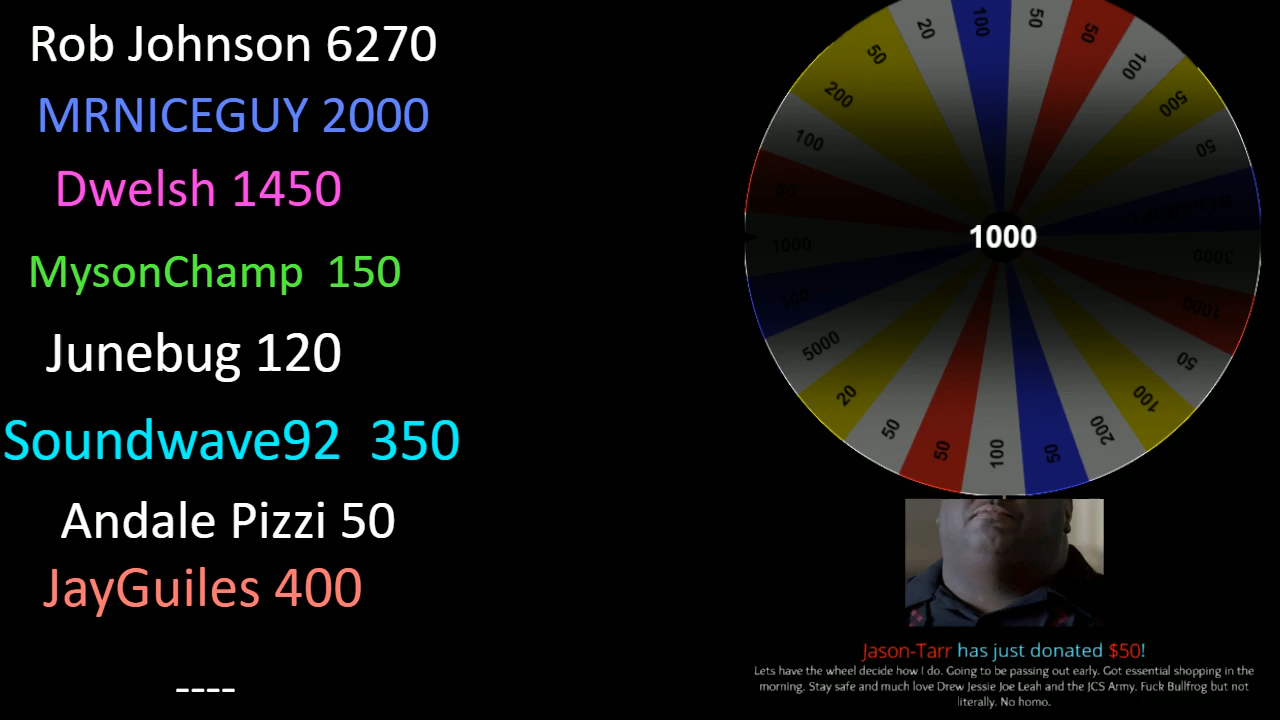 Rob Johnson 6270
MRNICEGUY 2000
Dwelsh 1450
MysonChamp 150
Junebug 120
Soundwave92 350
Andale Pizzi 50
JayGuiles 400
----
20
100
50
50
100
500
50
BANKRUPT
3000
1000
50
100
200
50
100
50
50
20
5000
1000
100
200
50
1000
Jason-Tarr has just donated $50!
Lets have the wheel decide how I do. Going to be passing out early. Got essential shopping in the
morning. Stay safe and much love Drew Jessie Joe Leah and the JCS Army. Fuck Bullfrog but not
literally. No homo.